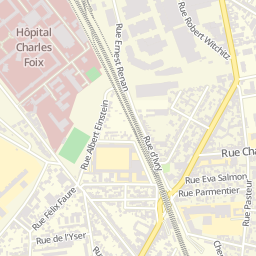 Hôpital
Charles
Foix
Rue Ernest Renan
Rue Robert Witchitz
Rue Albert Einstein
Rue d'Ivry
Rue Cha
Rue Eva Salmon
Rue Parmentier
Rue Pasteur
Rue Félix Faure
Rue de l'Yser
Che